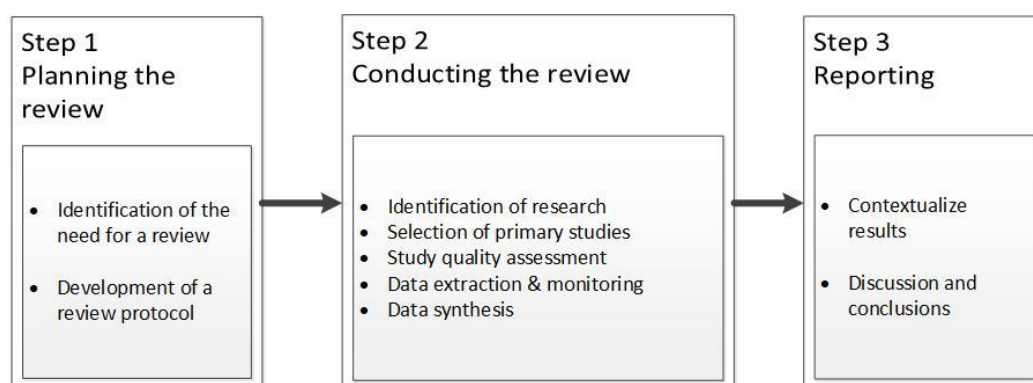 Step 1
Planning the
review
• Identification of the
need for a review
• Development of a
review protocol
Step 2
Conducting the review
• Identification of research
• Selection of primary studies
• Study quality assessment
• Data extraction & monitoring
• Data synthesis
Step 3
Reporting
• Contextualize
results
• Discussion and
conclusions